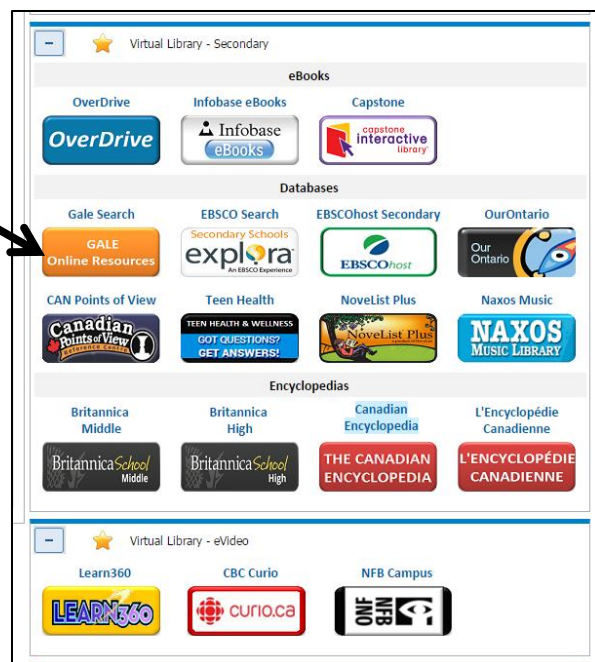 Virtual Library - Secondary
eBooks
OverDrive Infobase eBooks Capstone
OverDrive
Infobase
eBooks
capstone
interactive
library
Databases
Gale Search EBSCO Search EBSCOhost Secondary OurOntario
GALE
Online Resources
Secondary Schools
explora
An EBSCO Experience
EBSCOhost
Our
Ontario
CAN Points of View Teen Health NoveList Plus Naxos Music
Canadian
Points of View
Reference Centre
TEEN HEALTH & WELLNESS
GOT QUESTIONS?
GET ANSWERS!
NoveList Plus
NAXOS
MUSIC LIBRARY
Encyclopedias
Britannica
Middle
Britannica
High
Canadian
Encyclopedia
L'Encyclopédie
Canadienne
BritannicaSchool
Middle
BritannicaSchool
High
THE CANADIAN
ENCYCLOPEDIA
L'ENCYCLOPÉDIE
CANADIENNE
Virtual Library - eVideo
Learn360 CBC Curio NFB Campus
LEARN360
curio.ca
ONF
NFB